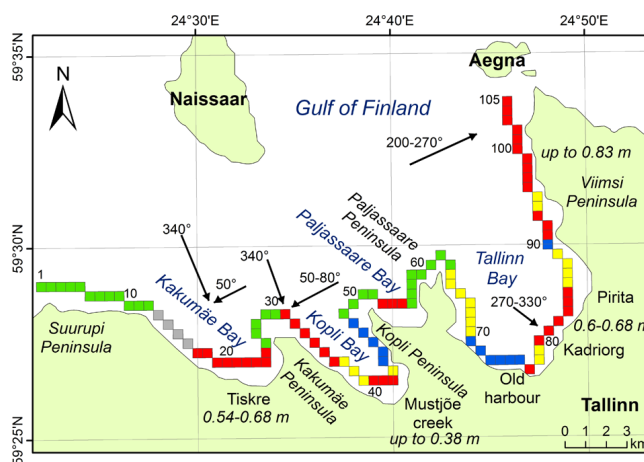 24°30'
24°40'
24°50'
59°35'N
59°30'N
59°25'N
N
Naissaar
Aegna
Gulf of Finland
105
100
200-270°
up to 0.83 m
Viimsi
Peninsula
Paljassaare
Peninsula
Paljassaare Bay
340°
340°
50°
50-80°
60
Tallinn
Bay
90
1
10
Kakumäe Bay
30
50
270-330°
Pirita
0.6-0.68 m
Suurupi
Peninsula
20
Kopli Bay
Kopli Peninsula
70
80
Kadriorg
Kakumäe
Peninsula
40
Old
harbour
Tiskre
0.54-0.68 m
Mustjõe
creek
up to 0.38 m
Tallinn
0 1 2 3
km